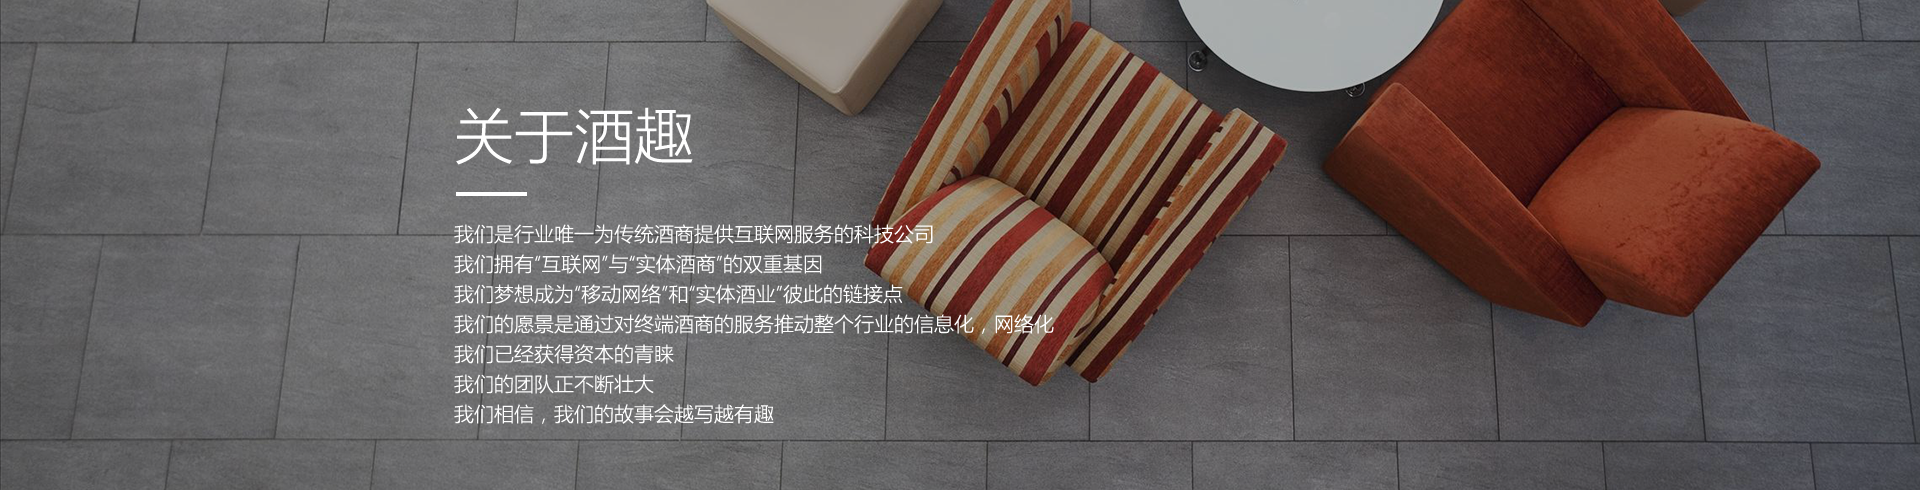 关于酒趣
我们是行业唯一为传统酒商提供互联网服务的科技公司
我们拥有“互联网”与“实体酒商”的双重基因
我们梦想成为“移动网络”和“实体酒业”彼此的链接点
我们的愿景是通过对终端酒商的服务推动整个行业的信息化，网络化
我们已经获得资本的青睐
我们的团队正不断壮大
我们相信，我们的故事会越写越有趣